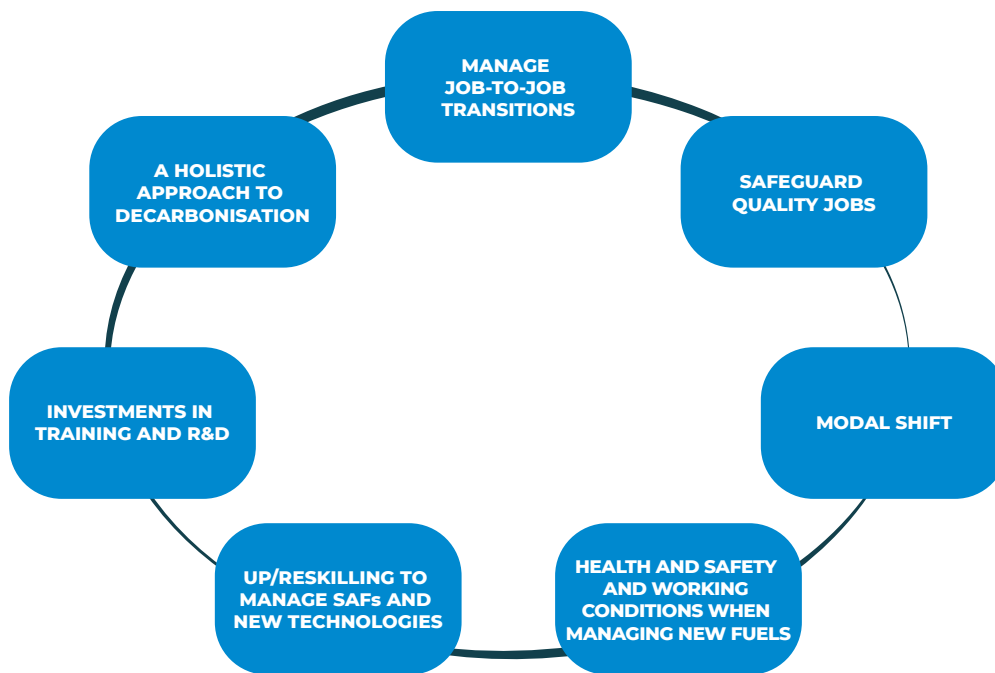 MANAGE
JOB-TO-JOB
TRANSITIONS
A HOLISTIC
APPROACH TO
DECARBONISATION
SAFEGUARD
QUALITY JOBS
INVESTMENTS IN
TRAINING AND R&D
MODAL SHIFT
UP/RESKILLING TO
MANAGE SAFs AND
NEW TECHNOLOGIES
HEALTH AND SAFETY
AND WORKING
CONDITIONS WHEN
MANAGING NEW FUELS